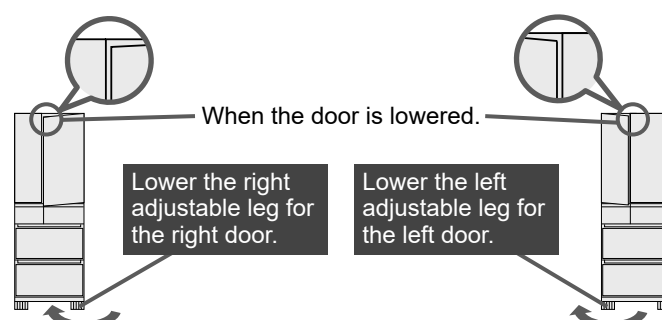 When the door is lowered.
Lower the right
adjustable leg for
the right door.
Lower the left
adjustable leg for
the left door.